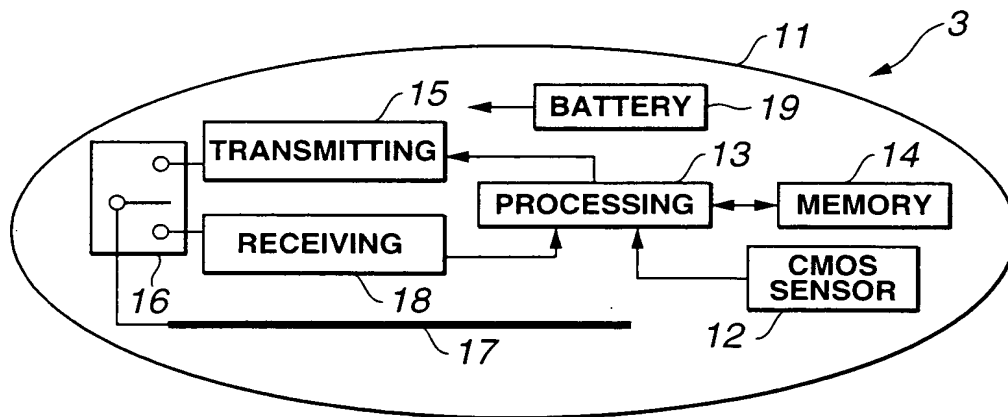 11
3
15
BATTERY
19
TRANSMITTING
13
14
PROCESSING
MEMORY
RECEIVING
CMOS
SENSOR
16
18
12
17